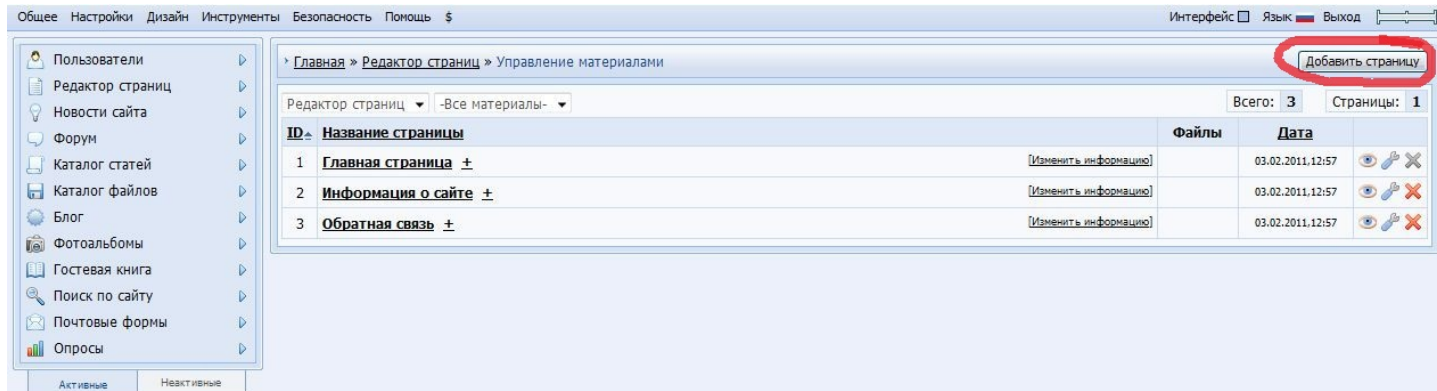 Общее Настройки Дизайн Инструменты Безопасность Помощь $ Интерфейс Язык Выход
Пользователи
Редактор страниц
Новости сайта
Форум
Каталог статей
Каталог файлов
Блог
Фотоальбомы
Гостевая книга
Поиск по сайту
Почтовые формы
Опросы
Активные Неактивные
Главная » Редактор страниц » Управление материалами Добавить страницу
Редактор страниц -Все материалы- Всего: 3 Страницы: 1
ID Название страницы Файлы Дата
1 Главная страница + [Изменить информацию] 03.02.2011,12:57
2 Информация о сайте + [Изменить информацию] 03.02.2011,12:57
3 Обратная связь + [Изменить информацию] 03.02.2011,12:57